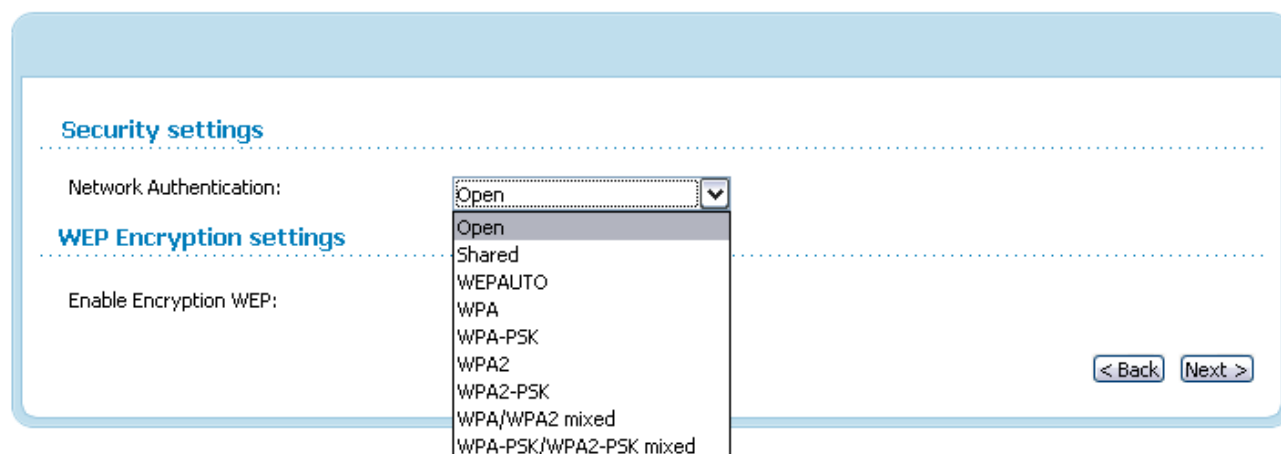 Security settings
Network Authentication:
Open
Open
Shared
WEPAUTO
WPA
WPA-PSK
WPA2
WPA2-PSK
WPA/WPA2 mixed
WPA-PSK/WPA2-PSK mixed
WEP Encryption settings
Enable Encryption WEP:
< Back
Next >